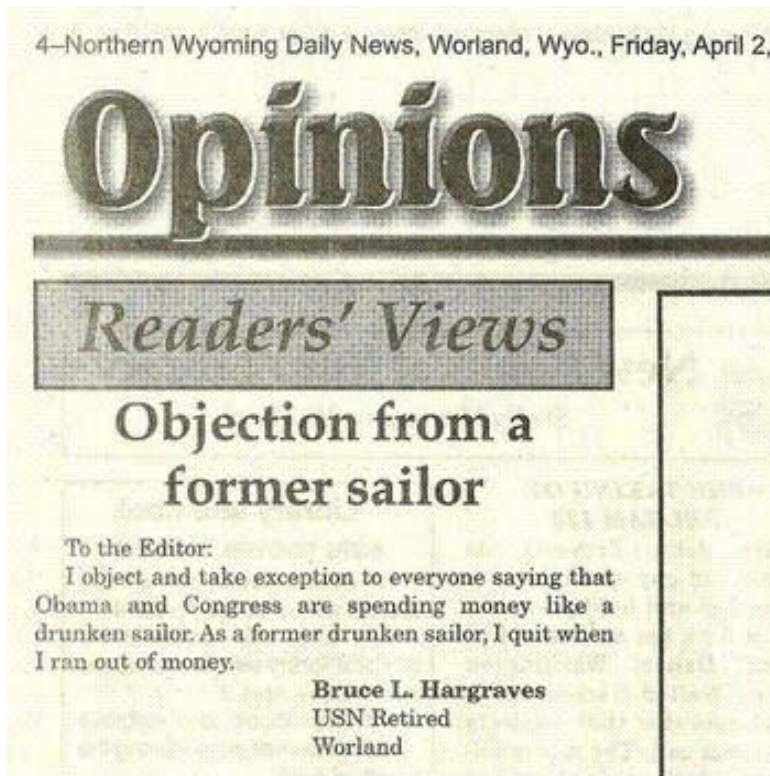 4–Northern Wyoming Daily News, Worland, Wyo., Friday, April 2,
Opinions
Readers' Views
Objection from a
former sailor
To the Editor:
I object and take exception to everyone saying that
Obama and Congress are spending money like a
drunken sailor. As a former drunken sailor, I quit when
I ran out of money.
Bruce L. Hargraves
USN Retired
Worland